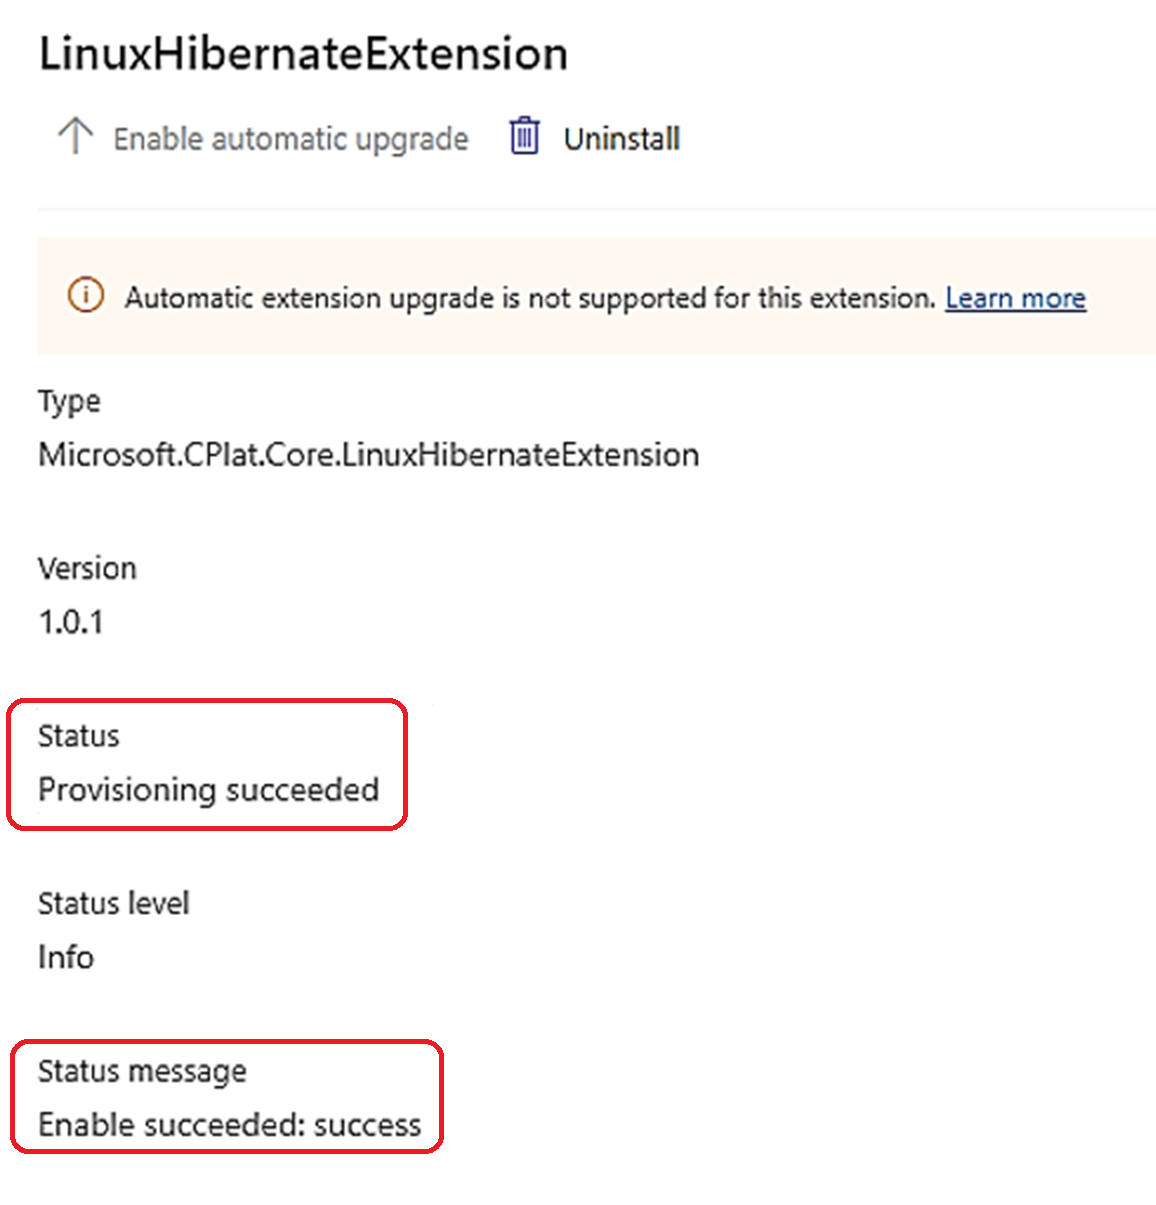 LinuxHibernateExtension
Enable automatic upgrade Uninstall
Automatic extension upgrade is not supported for this extension. Learn more
Type
Microsoft.CPlat.Core.LinuxHibernateExtension
Version
1.0.1
Status
Provisioning succeeded
Status level
Info
Status message
Enable succeeded: success